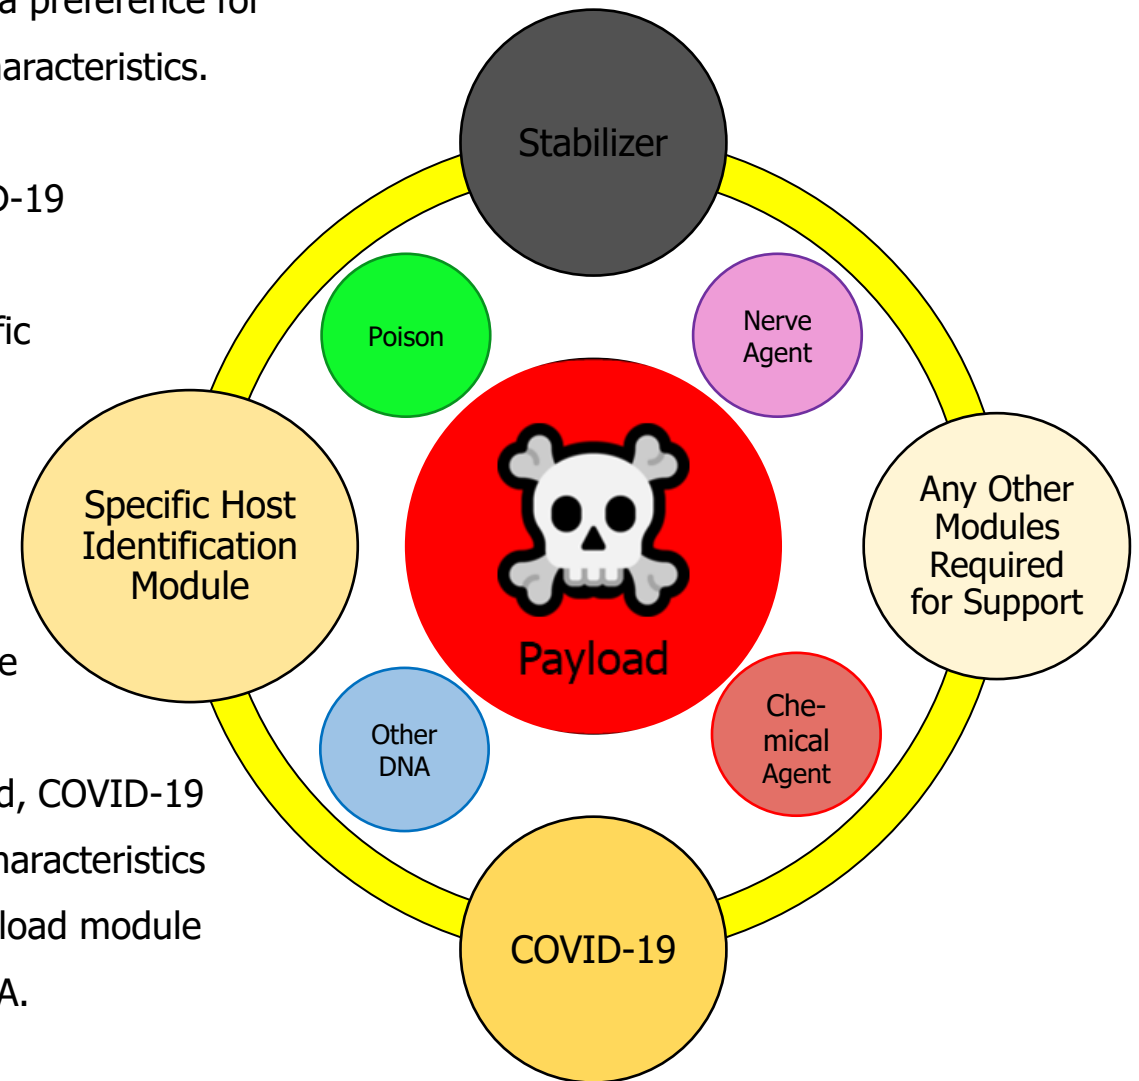 a preference for
haracteristics.
Stabilizer
D-19
Poison
Nerve
Agent
fic
Specific Host
Identification
Module
Any Other
Modules
Required
for Support
Payload
e
Other
DNA
Che-
mical
Agent
d, COVID-19
haracteristics
load module
COVID-19
A.